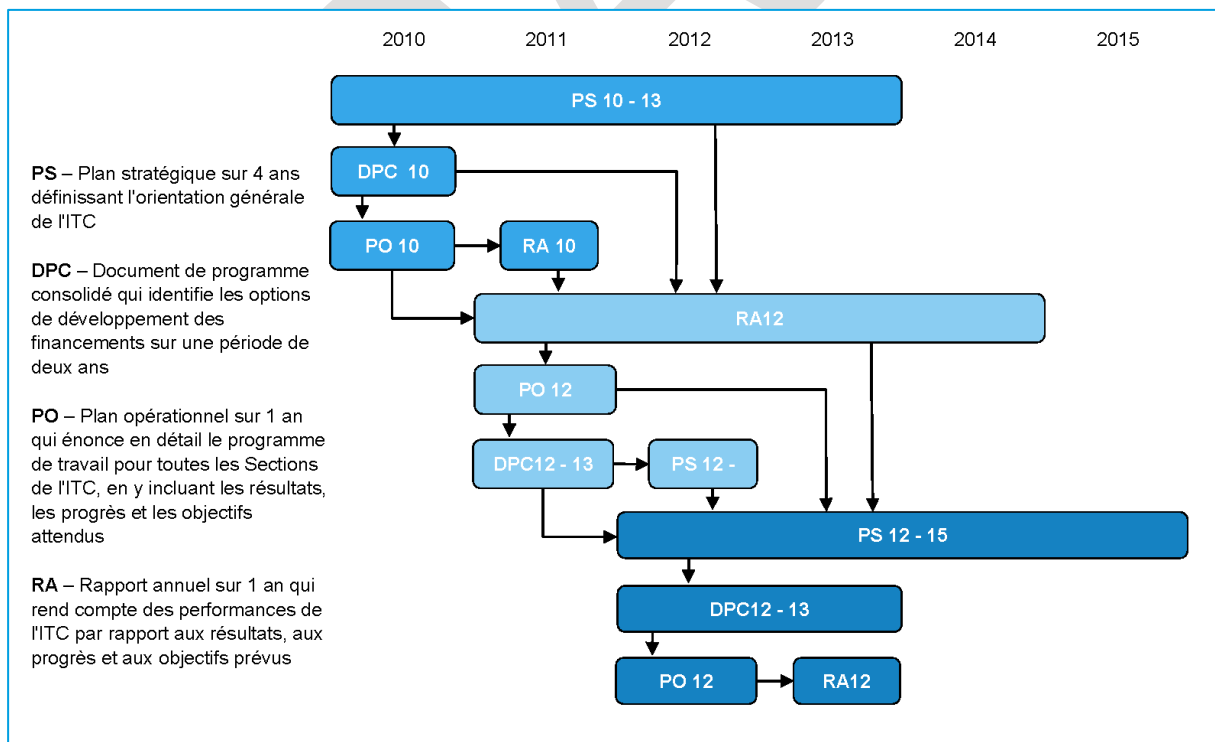 2010 2011 2012 2013 2014 2015
PS 10 - 13
DPC 10
PO 10
RA 10
RA12
PO 12
DPC12 - 13
PS 12 -
PS 12 - 15
DPC12 - 13
PO 12
RA12
PS – Plan stratégique sur 4 ans
définissant l'orientation générale
de l'ITC
DPC – Document de programme
consolidé qui identifie les options
de développement des
financements sur une période de
deux ans
PO – Plan opérationnel sur 1 an
qui énonce en détail le programme
de travail pour toutes les Sections
de l'ITC, en y incluant les résultats,
les progrès et les objectifs
attendus
RA – Rapport annuel sur 1 an qui
rend compte des performances de
l'ITC par rapport aux résultats, aux
progrès et aux objectifs prévus